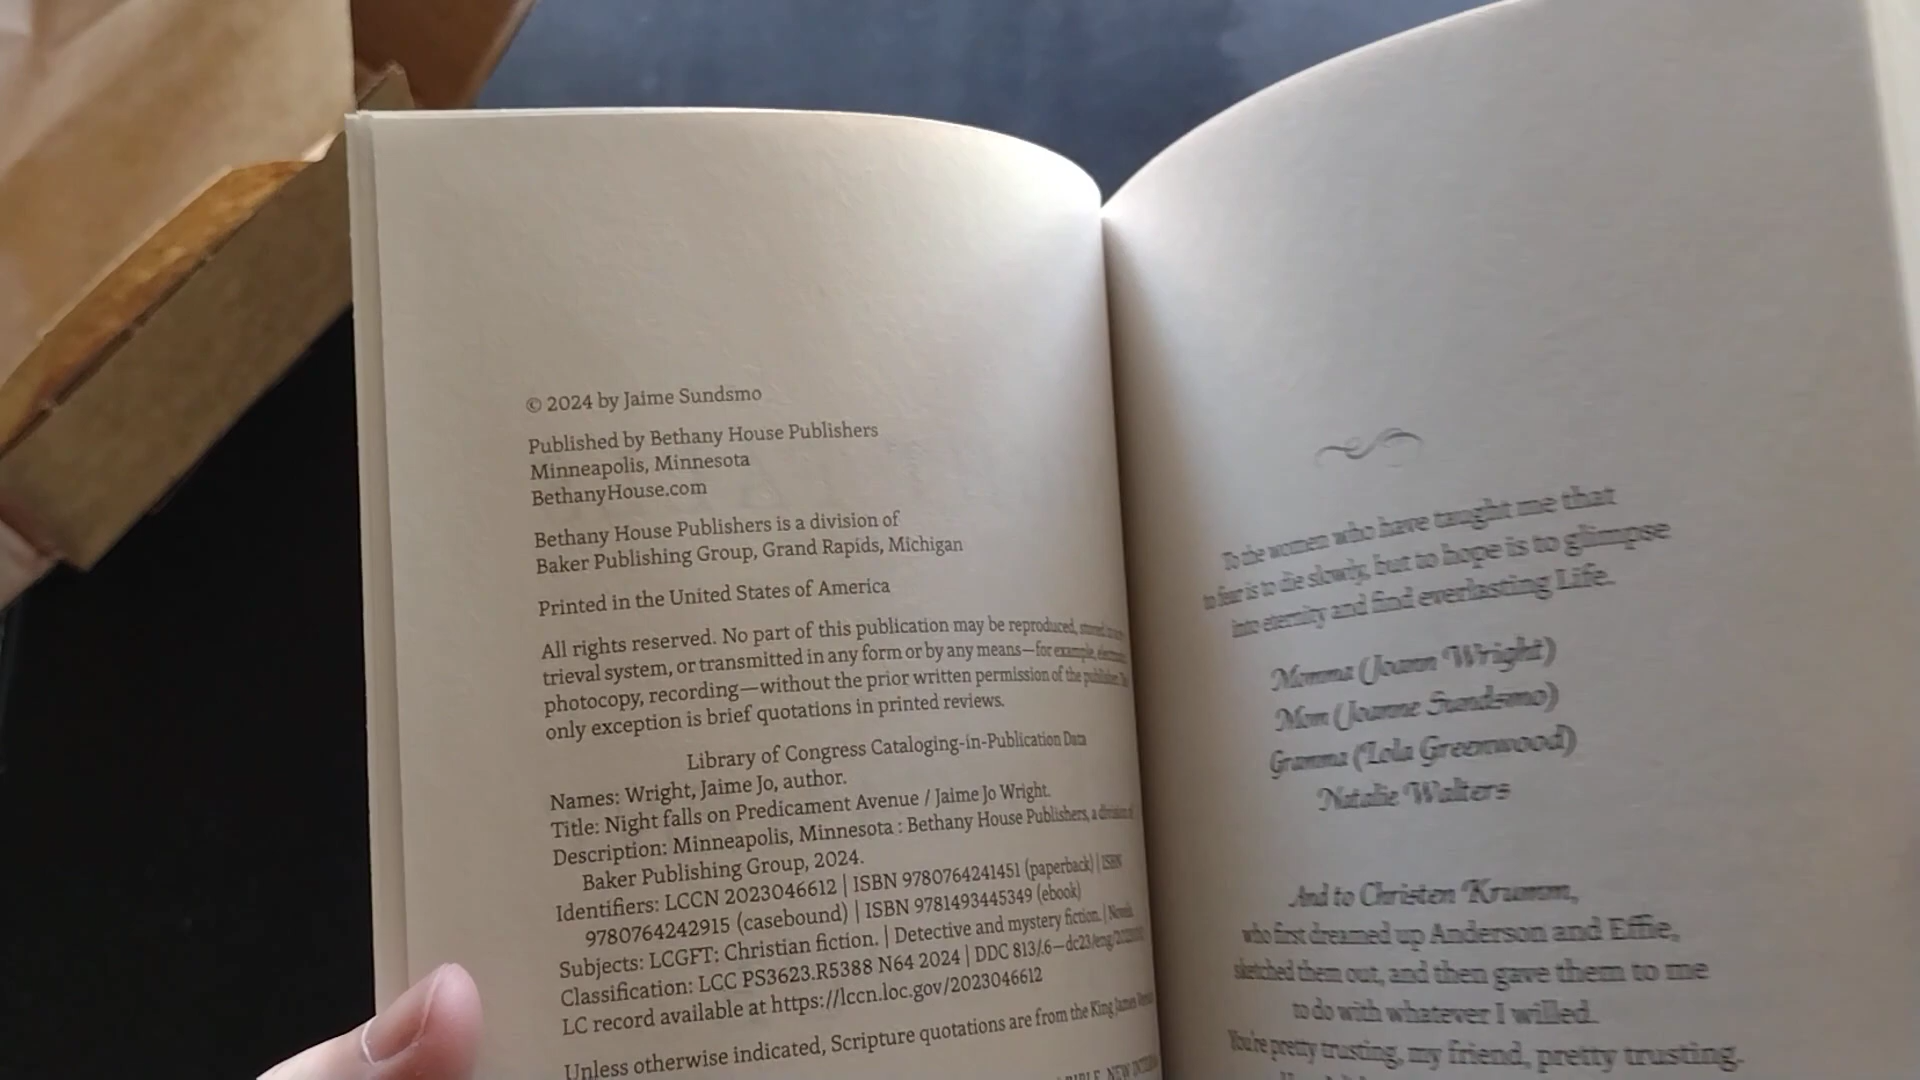 © 2024 by Jaime Sundsmo
Published by Bethany House Publishers
Minneapolis, Minnesota
BethanyHouse.com
Bethany House Publishers is a division of
Baker Publishing Group, Grand Rapids, Michigan
Printed in the United States of America
All rights reserved. No part of this publication may be reproduced, stored in a re-
trieval system, or transmitted in any form or by any means—for example, electronic,
photocopy, recording—without the prior written permission of the publisher. The
only exception is brief quotations in printed reviews.
Library of Congress Cataloging-in-Publication Data
Names: Wright, Jaime Jo, author.
Title: Night falls on Predicament Avenue / Jaime Jo Wright.
Description: Minneapolis, Minnesota : Bethany House Publishers, a division of
Baker Publishing Group, 2024.
Identifiers: LCCN 2023046612 | ISBN 9780764241451 (paperback) | ISBN
9780764242915 (casebound) | ISBN 9781493445349 (ebook)
Subjects: LCGFT: Christian fiction. | Detective and mystery fiction. | Novels.
Classification: LCC PS3623.R5388 N64 2024 | DDC 813/.6—dc23/eng/
LC record available at https://lccn.loc.gov/2023046612
Unless otherwise indicated, Scripture quotations are from the King James Version
BIBLE, NEW
To the women who have taught me that
to fear is to die slowly, but to hope is to glimpse
into eternity and find everlasting Life.
Momma (Joann Wright)
Mom (Joanne Sundsmo)
Gramma (Lola Greenwood)
Natalie Walters
And to Christen Krumm,
who first dreamed up Anderson and Effie,
sketched them out, and then gave them to me
to do with whatever I willed.
You're pretty trusting, my friend, pretty trusting.